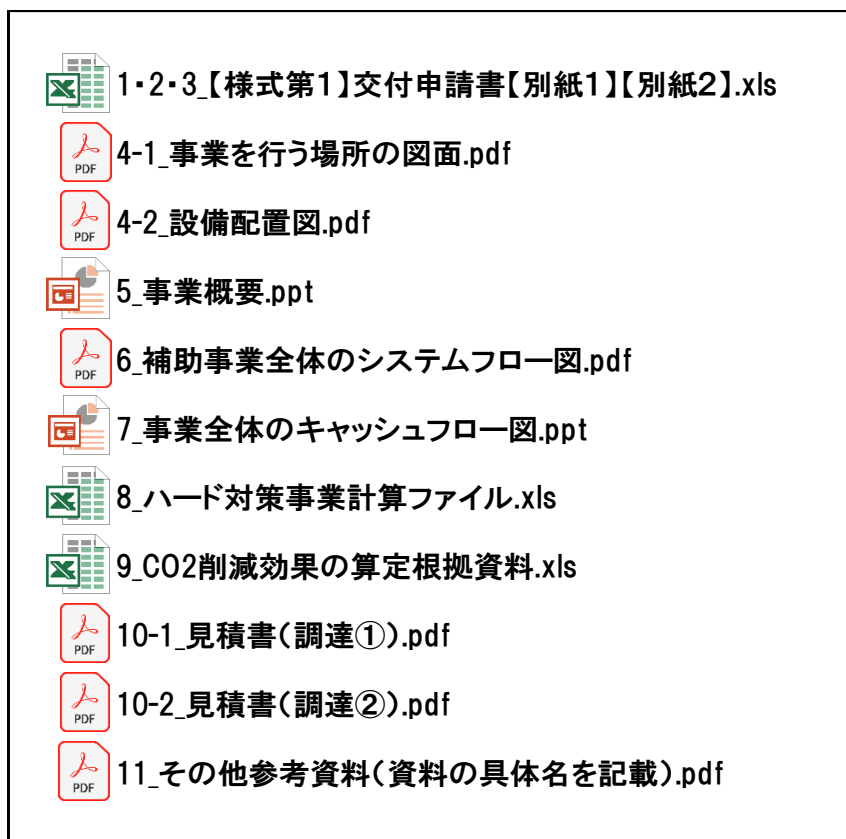 1・2・3_【様式第1】交付申請書【別紙1】【別紙2】.xls
PDF
4-1_事業を行う場所の図面.pdf
PDF
4-2_設備配置図.pdf
5_事業概要.ppt
PDF
6_補助事業全体のシステムフロー図.pdf
7_事業全体のキャッシュフロー図.ppt
8_ハード対策事業計算ファイル.xls
9_CO2削減効果の算定根拠資料.xls
PDF
10-1_見積書(調達①).pdf
PDF
10-2_見積書(調達②).pdf
PDF
11_その他参考資料(資料の具体名を記載).pdf